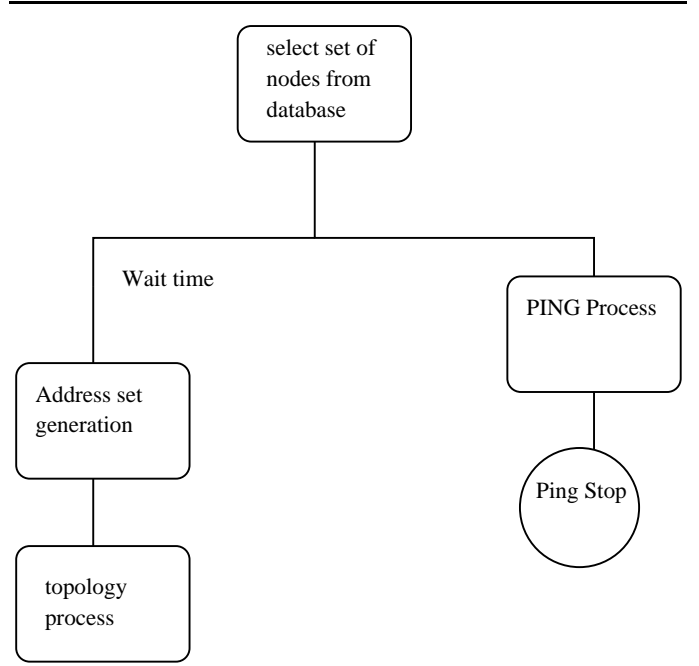 select set of
nodes from
database
Wait time
PING Process
Address set
generation
Ping Stop
topology
process